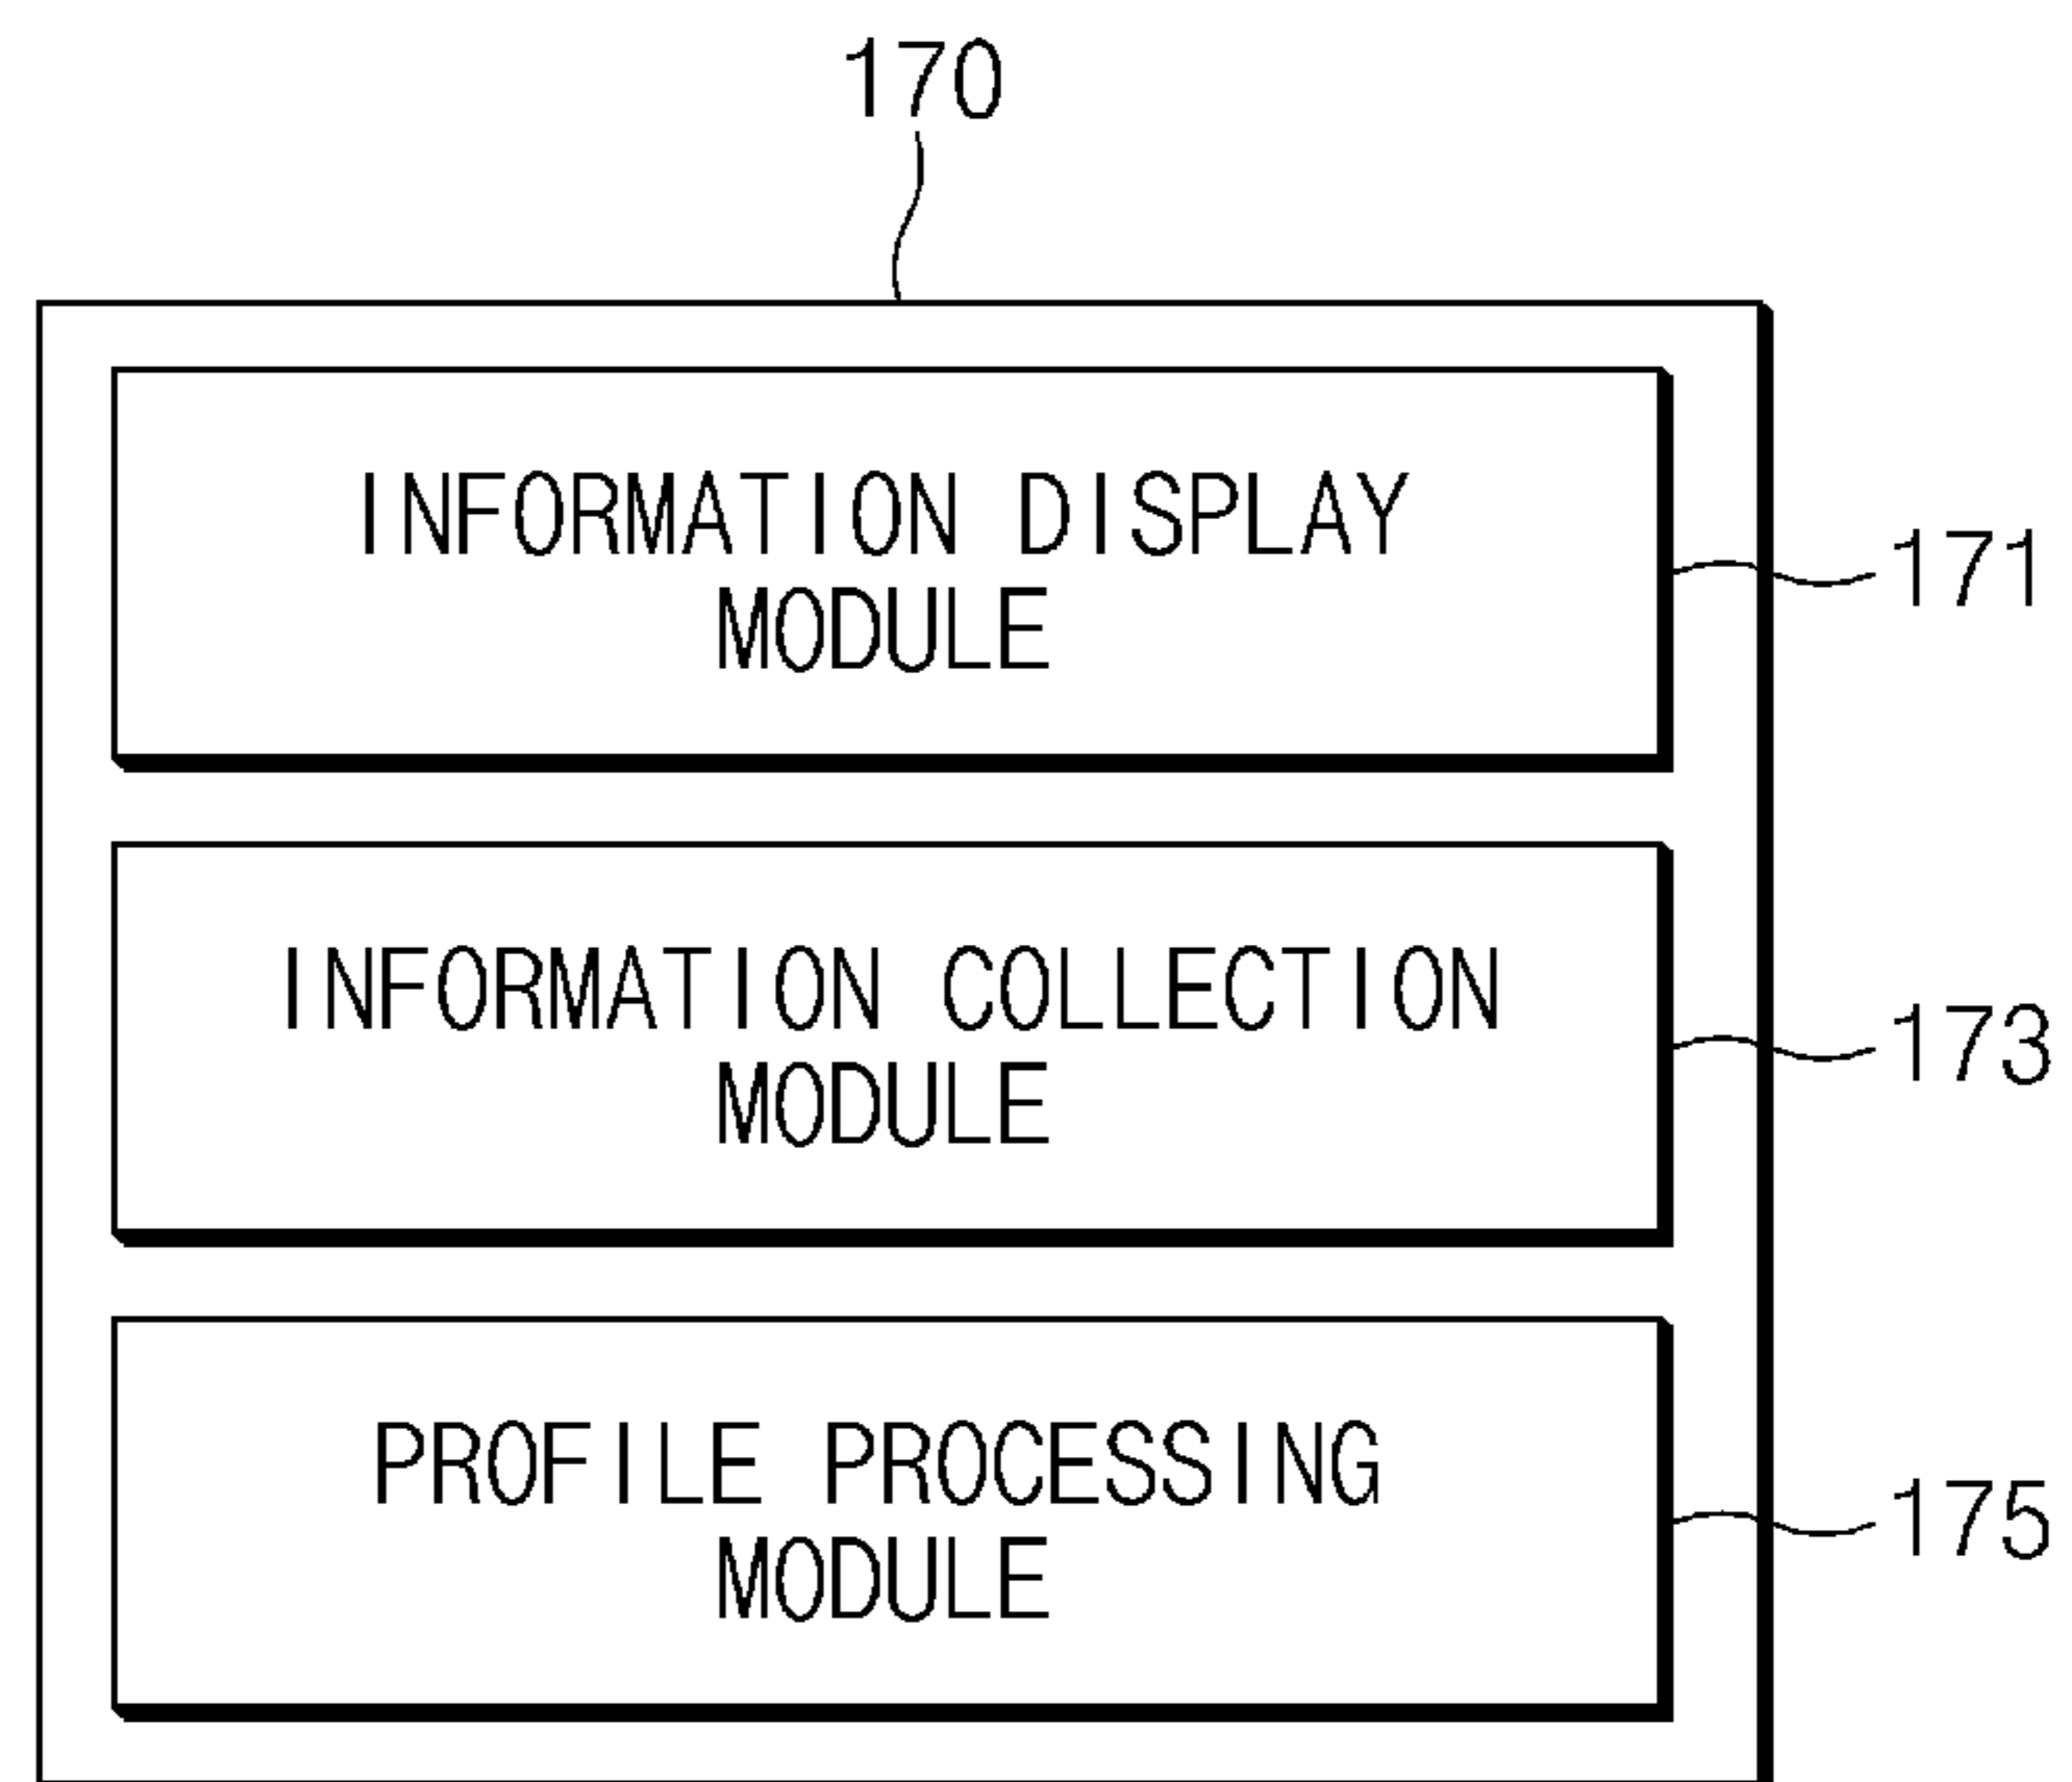 170
INFORMATION DISPLAY
MODULE
171
INFORMATION COLLECTION
MODULE
173
PROFILE PROCESSING
MODULE
175